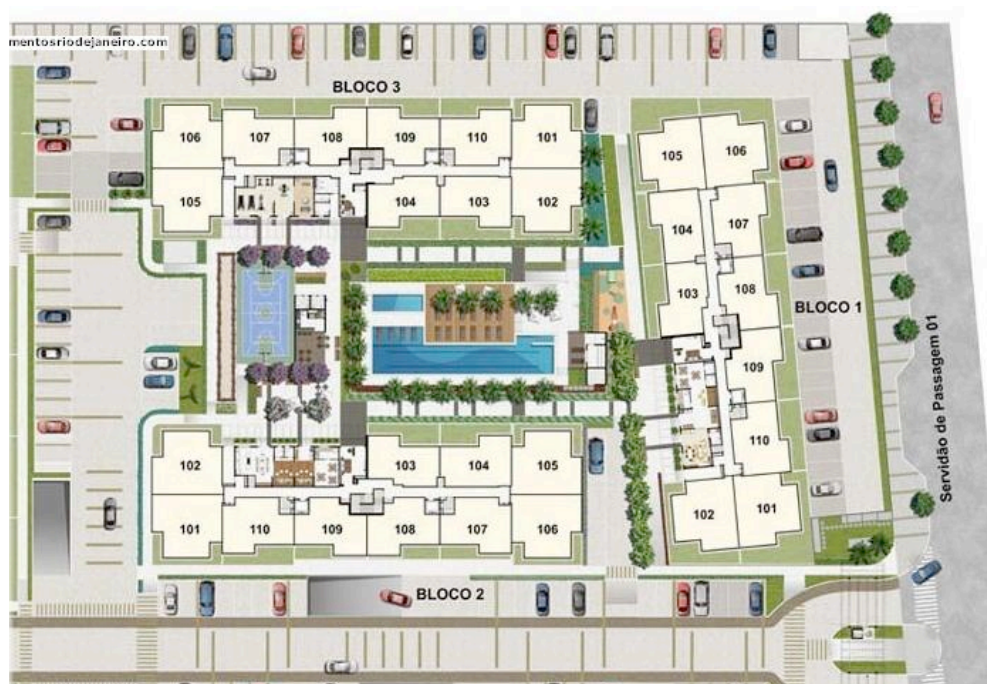 mentosriodejaneiro.com
BLOCO 3
106 107 108 109 110 101
105 104 103 102
105 106
104 107
103 108
BLOCO 1
109
110
102 101
Servidão de Passagem 01
102 103 104 105
101 110 109 108 107 106
BLOCO 2